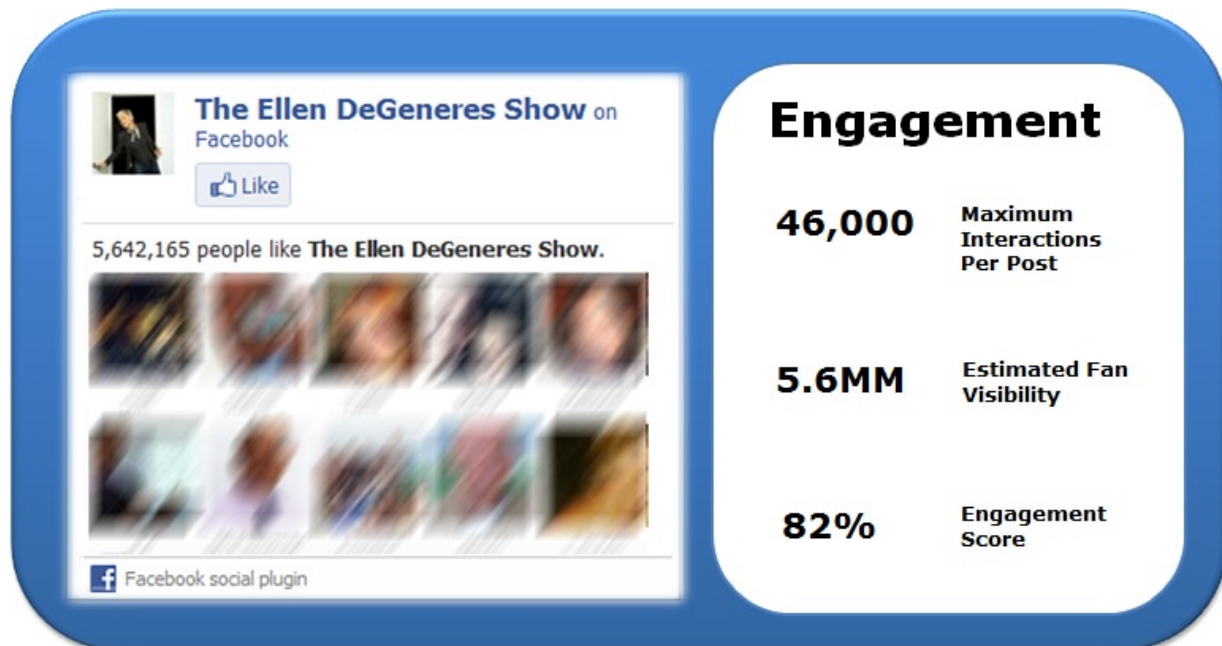 The Ellen DeGeneres Show on
Facebook
Like
5,642,165 people like The Ellen DeGeneres Show.
Facebook social plugin
Engagement
46,000
Maximum
Interactions
Per Post
5.6MM
Estimated Fan
Visibility
82%
Engagement
Score